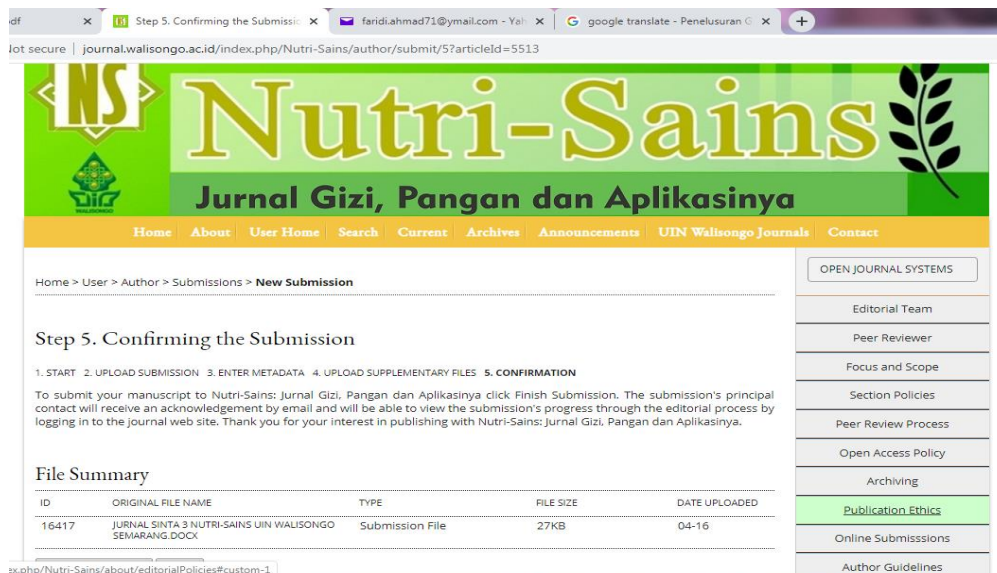 odf
Step 5. Confirming the Submissio
faridi.ahmad71@ymail.com - Yah
google translate - Penelusuran G
Not secure | journal.walisongo.ac.id/index.php/Nutri-Sains/author/submit/5?articleId=5513
NS
Nutri-Sains
WALISONGO
Jurnal Gizi, Pangan dan Aplikasinya
Home About User Home Search Current Archives Announcements UIN Walisongo Journals Contact
Home > User > Author > Submissions > New Submission
Step 5. Confirming the Submission
1. START 2. UPLOAD SUBMISSION 3. ENTER METADATA 4. UPLOAD SUPPLEMENTARY FILES 5. CONFIRMATION
To submit your manuscript to Nutri-Sains: Jurnal Gizi, Pangan dan Aplikasinya click Finish Submission. The submission's principal
contact will receive an acknowledgement by email and will be able to view the submission's progress through the editorial process by
logging in to the journal web site. Thank you for your interest in publishing with Nutri-Sains: Jurnal Gizi, Pangan dan Aplikasinya.
File Summary
ID ORIGINAL FILE NAME TYPE FILE SIZE DATE UPLOADED
16417 JURNAL SINTA 3 NUTRI-SAINS UIN WALISONGO Submission File 27KB 04-16
SEMARANG.DOCX
ex.php/Nutri-Sains/about/editorialPolicies#custom-1
OPEN JOURNAL SYSTEMS
Editorial Team
Peer Reviewer
Focus and Scope
Section Policies
Peer Review Process
Open Access Policy
Archiving
Publication Ethics
Online Submisssions
Author Guidelines